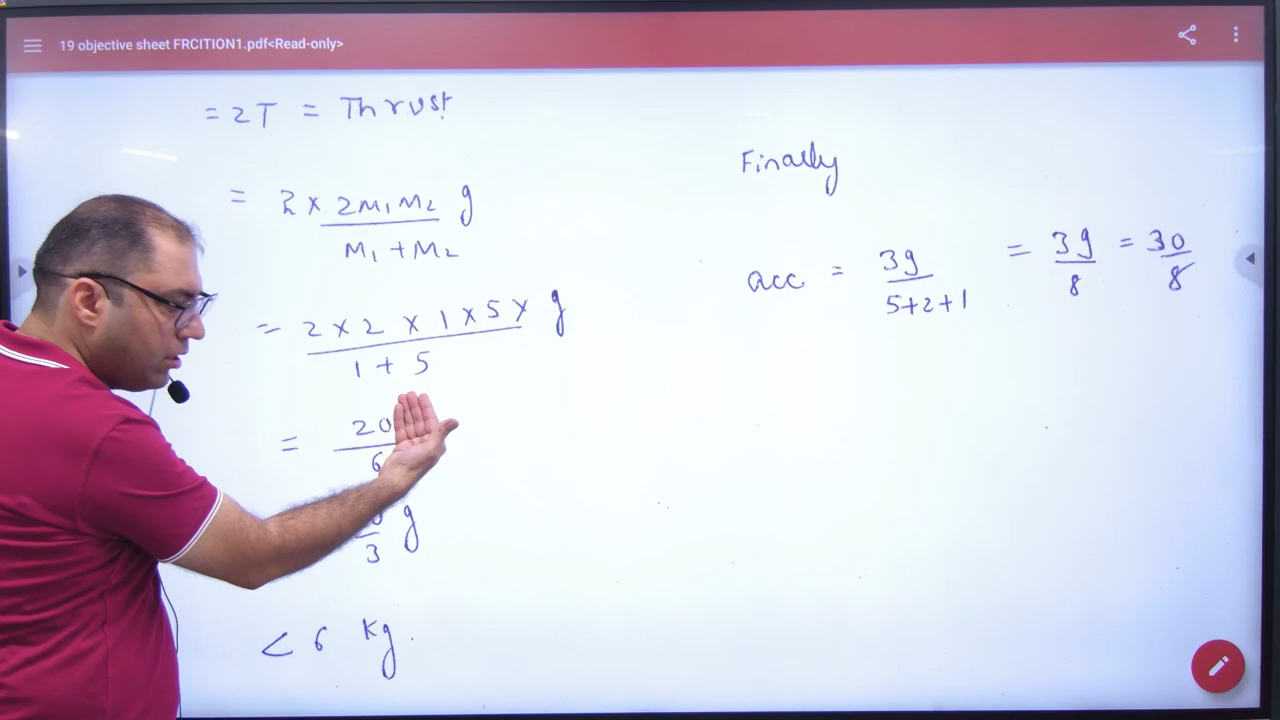 19 objective sheet FRCITION1.pdf<Read-only>
= 2T = Thrust
= 2 × 2M1M2 g
M1 + M2
= 2 × 2 × 1 × 5 × g
1 + 5
= 20
6
3 g
< 6 kg.
Finally
acc = 3g = 3g = 30
5+2+1 8 8